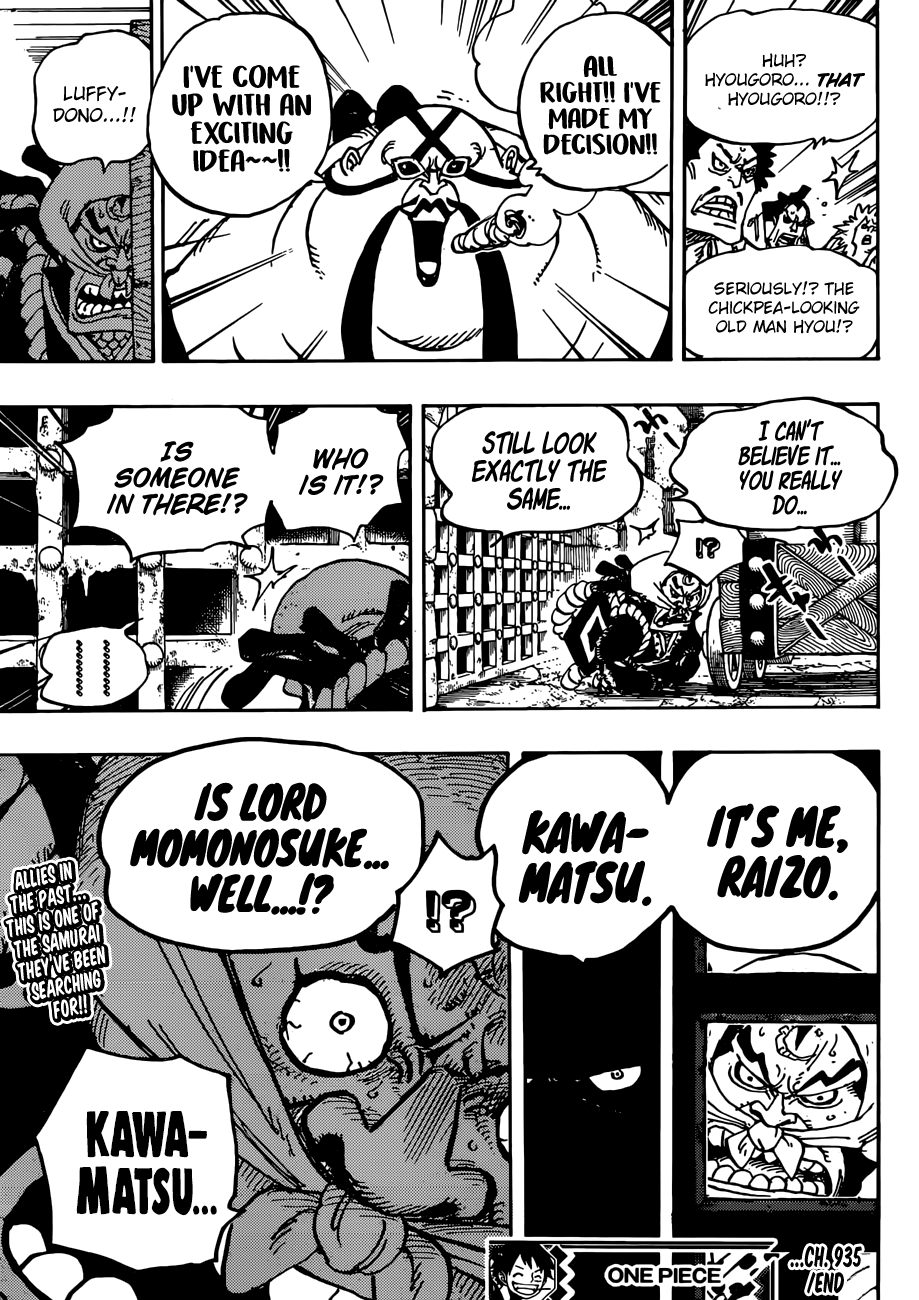 HUH?
HYOUGORO... THAT
HYOUGORO!!?
SERIOUSLY!? THE
CHICKPEA-LOOKING
OLD MAN HYOU!?
ALL
RIGHT!! I'VE
MADE MY
DECISION!!
I'VE COME
UP WITH AN
EXCITING
IDEA~~!!
LUFFY-
DONO...!!
I CAN'T
BELIEVE IT...
YOU REALLY
DO...
STILL LOOK
EXACTLY THE
SAME...
!?
WHO
IS IT!?
IS
SOMEONE
IN THERE!?
IT'S ME,
RAIZO.
KAWA-
MATSU.
!?
IS LORD
MOMONOSUKE...
WELL....!?
ALLIES IN
THE PAST...
THIS IS ONE OF
THE SAMURAI
THEY'VE BEEN
SEARCHING
FOR!!
KAWA-
MATSU...
ONE PIECE
...CH. 935
/END